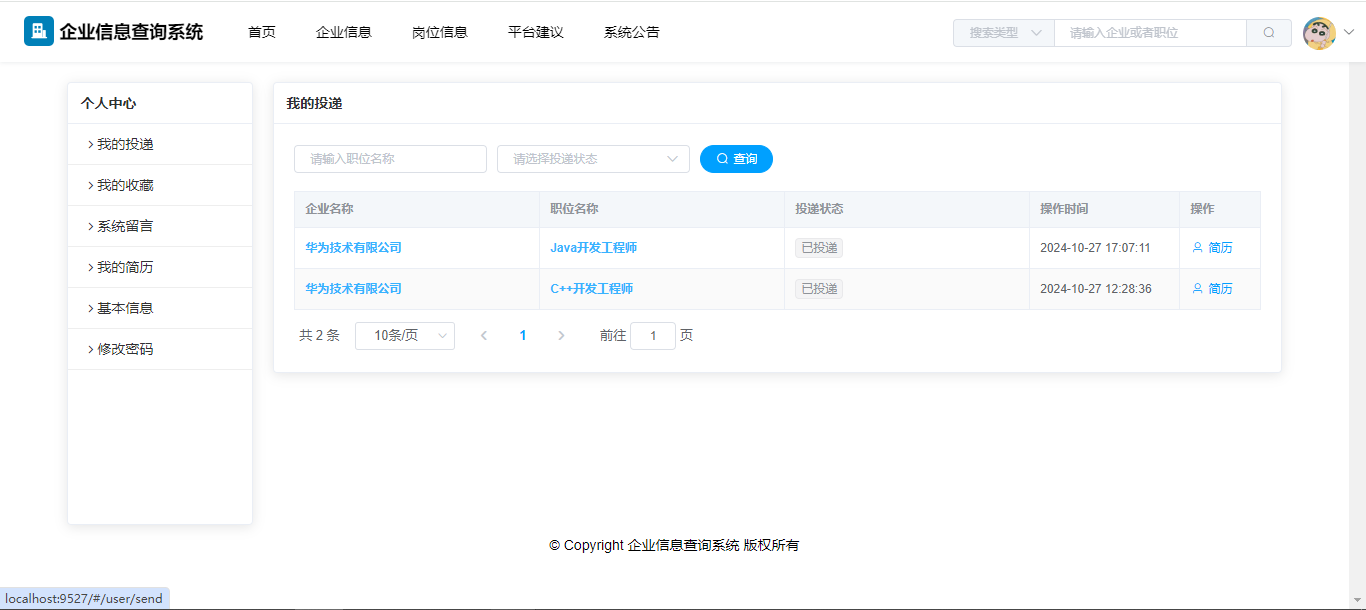 企业信息查询系统 首页 企业信息 岗位信息 平台建议 系统公告 搜索类型 请输入企业或者职位
个人中心
我的投递
我的收藏
系统留言
我的简历
基本信息
修改密码
我的投递
请输入职位名称 请选择投递状态 查询
企业名称 职位名称 投递状态 操作时间 操作
华为技术有限公司 Java开发工程师 已投递 2024-10-27 17:07:11 简历
华为技术有限公司 C++开发工程师 已投递 2024-10-27 12:28:36 简历
共 2 条 10条/页 1 前往 1 页
© Copyright 企业信息查询系统 版权所有
localhost:9527/#/user/send